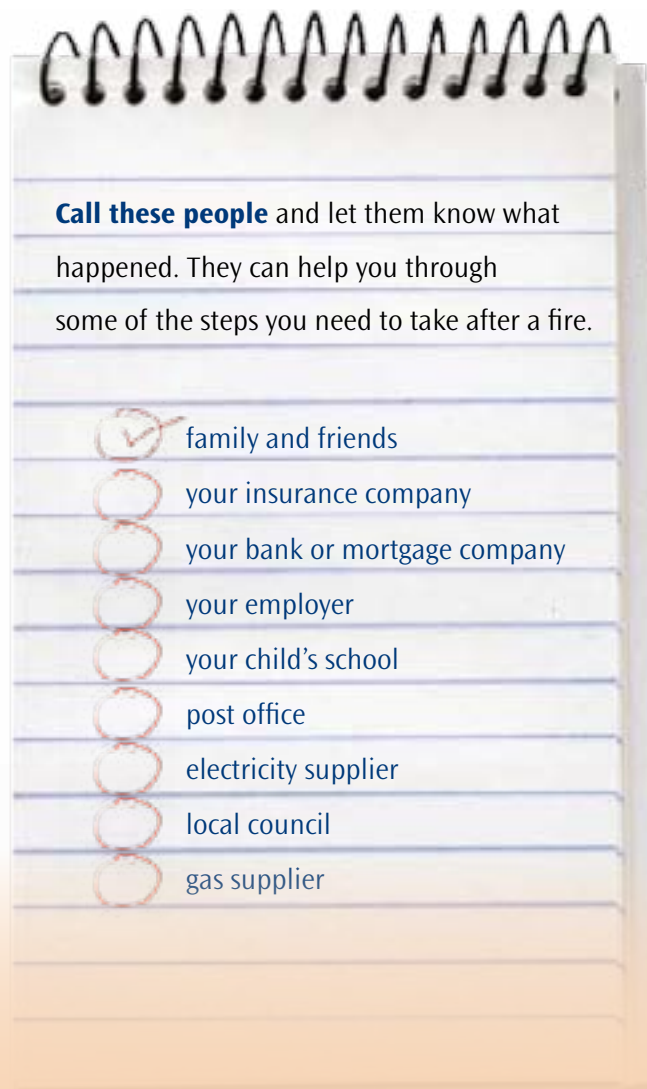 Call these people and let them know what
happened. They can help you through
some of the steps you need to take after a fire.
family and friends
your insurance company
your bank or mortgage company
your employer
your child's school
post office
electricity supplier
local council
gas supplier